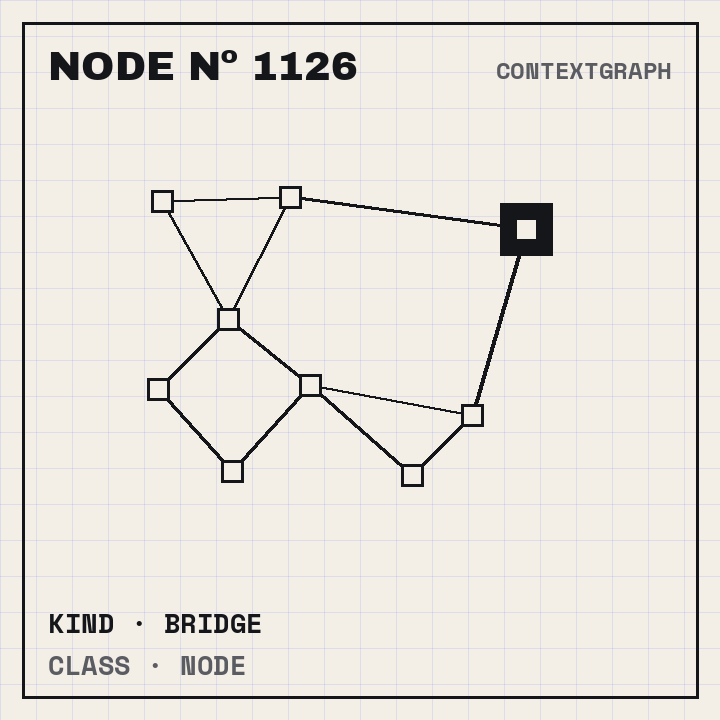 NODE Nº 1126
CONTEXTGRAPH
KIND · BRIDGE
CLASS · NODE